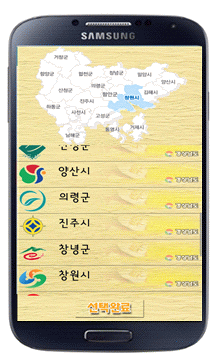 SAMSUNG
거창군
함양군
합천군
창녕군
밀양시
양산시
산청군
의령군
함안군
창원시
김해시
진주시
하동군
사천시
고성군
통영시
거제시
남해군
산청군
양산시
의령군
진주시
창녕군
창원시
선택완료